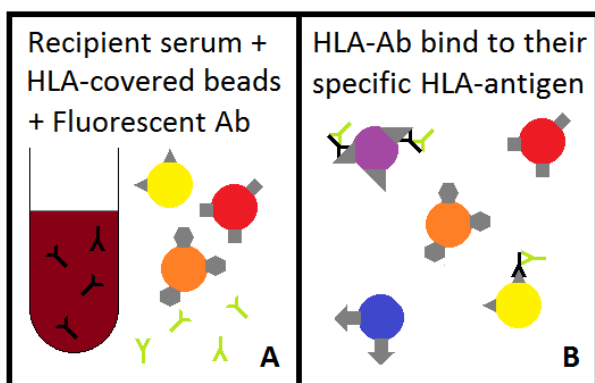 Recipient serum +
HLA-covered beads
+ Fluorescent Ab
A
HLA-Ab bind to their
specific HLA-antigen
B